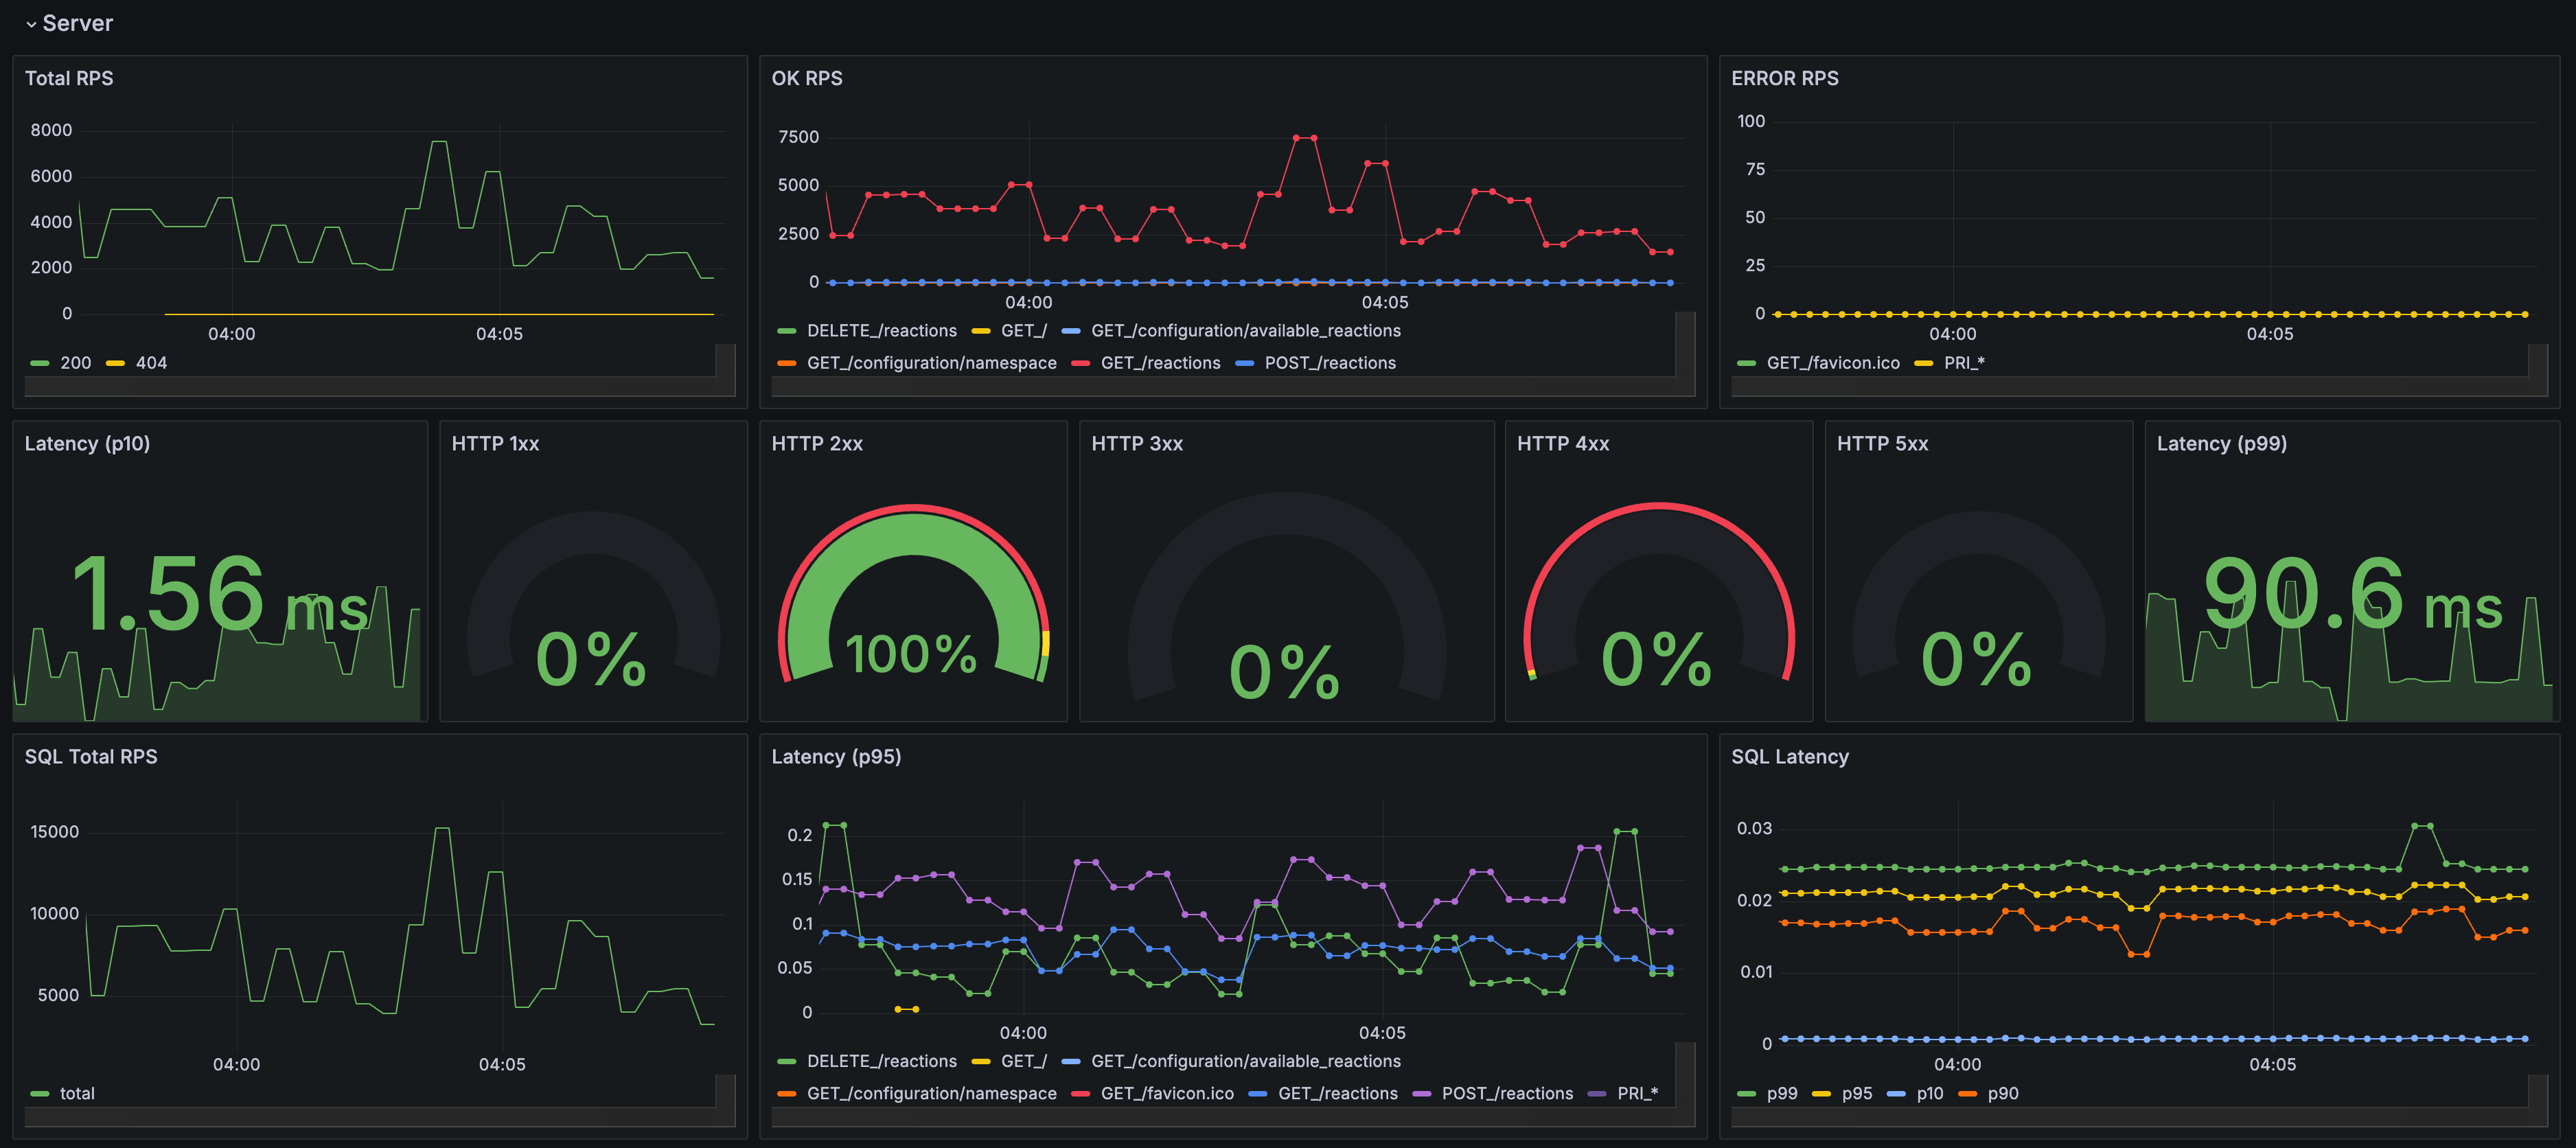 Server
Total RPS
8000
6000
4000
2000
0
04:00 04:05
200 404
OK RPS
7500
5000
2500
0
04:00 04:05
DELETE_/reactions GET_/ GET_/configuration/available_reactions
GET_/configuration/namespace GET_/reactions POST_/reactions
ERROR RPS
100
75
50
25
0
04:00 04:05
GET_/favicon.ico PRI_*
Latency (p10)
1.56 ms
HTTP 1xx
0%
HTTP 2xx
100%
HTTP 3xx
0%
HTTP 4xx
0%
HTTP 5xx
0%
Latency (p99)
90.6 ms
SQL Total RPS
15000
10000
5000
04:00 04:05
total
Latency (p95)
0.2
0.15
0.1
0.05
0
04:00 04:05
DELETE_/reactions GET_/ GET_/configuration/available_reactions
GET_/configuration/namespace GET_/favicon.ico GET_/reactions POST_/reactions PRI_*
SQL Latency
0.03
0.02
0.01
0
04:00 04:05
p99 p95 p10 p90